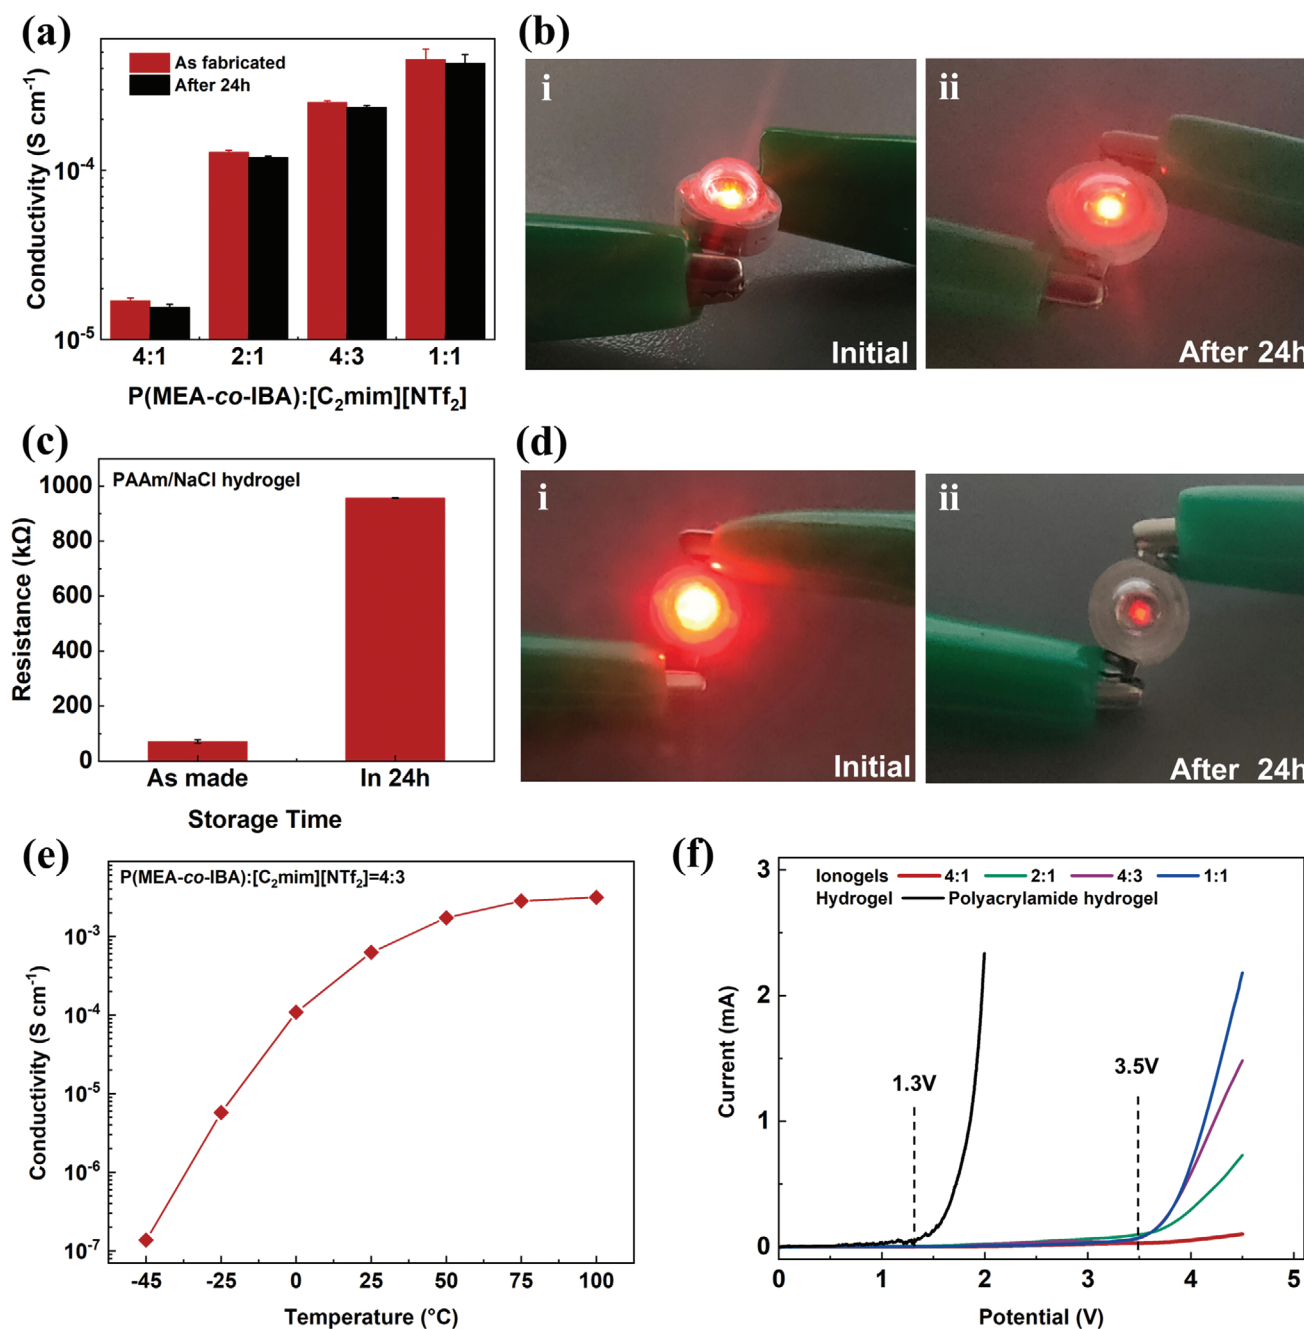 (a)
As fabricated
After 24h
Conductivity (S cm⁻¹)
10⁻⁴
10⁻⁵
4:1 2:1 4:3 1:1
P(MEA-co-IBA):[C₂mim][NTf₂]
(b)
i
Initial
ii
After 24h
(c)
PAAm/NaCl hydrogel
Resistance (kΩ)
1000
800
600
400
200
0
As made In 24h
Storage Time
(d)
i
Initial
ii
After 24h
(e)
P(MEA-co-IBA):[C₂mim][NTf₂]=4:3
Conductivity (S cm⁻¹)
10⁻³
10⁻⁴
10⁻⁵
10⁻⁶
10⁻⁷
-45 -25 0 25 50 75 100
Temperature (°C)
(f)
Ionogels 4:1 2:1 4:3 1:1
Hydrogel Polyacrylamide hydrogel
Current (mA)
3
2
1
0
1.3V
3.5V
0 1 2 3 4 5
Potential (V)